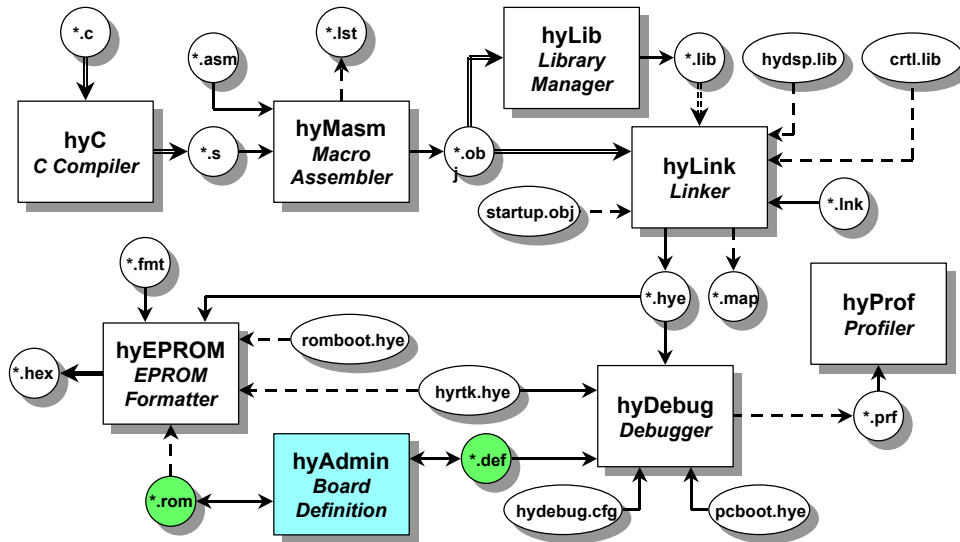 *.c
*.lst
hyLib
Library
Manager
*.asm
*.lib
hydsp.lib
crtl.lib
hyC
C Compiler
*.s
hyMasm
Macro
Assembler
*.ob
j
hyLink
Linker
startup.obj
*.lnk
*.fmt
*.hye
*.map
hyProf
Profiler
romboot.hye
hyEPROM
EPROM
Formatter
*.hex
hyrtk.hye
hyDebug
Debugger
*.prf
hyAdmin
Board
Definition
*.def
*.rom
hydebug.cfg
pcboot.hye